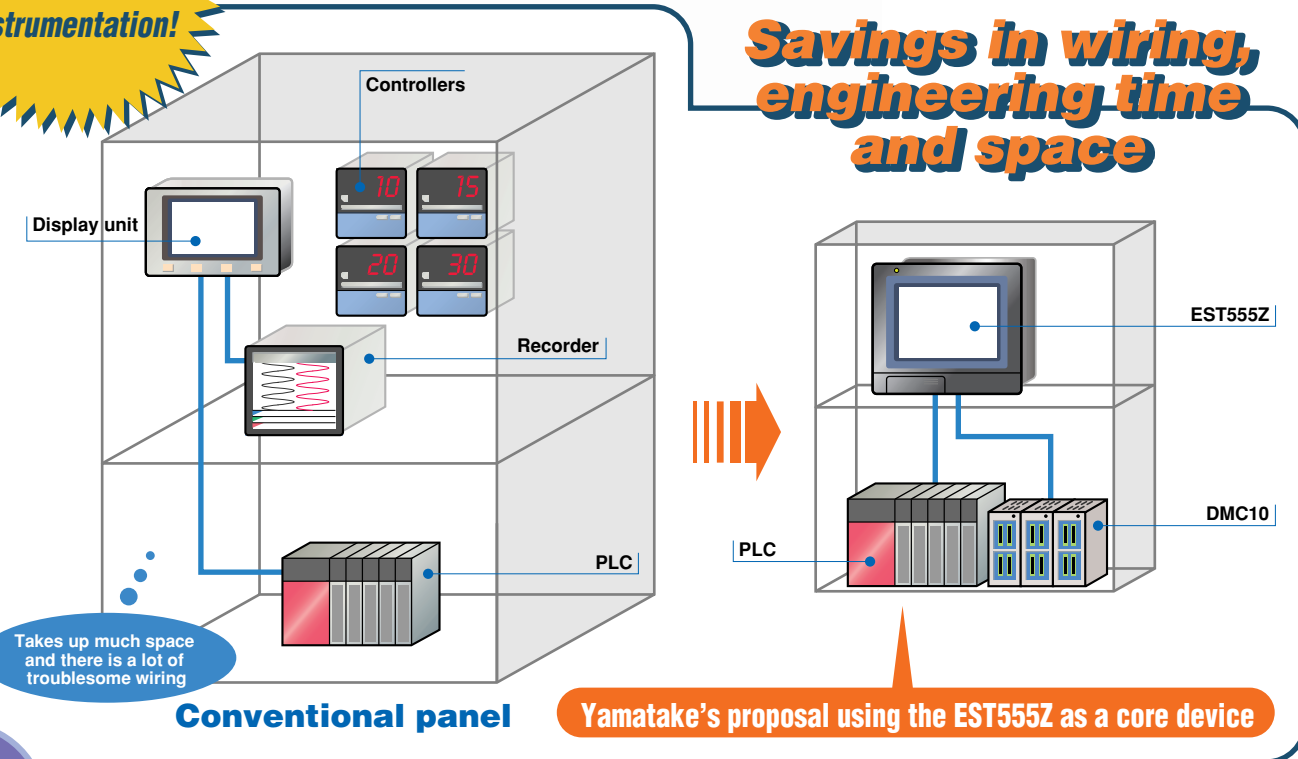 Savings in wiring,
engineering time
and space
Controllers
10
15
20
30
Display unit
Recorder
PLC
Takes up much space
and there is a lot of
troublesome wiring
Conventional panel
EST555Z
DMC10
PLC
Yamatake's proposal using the EST555Z as a core device